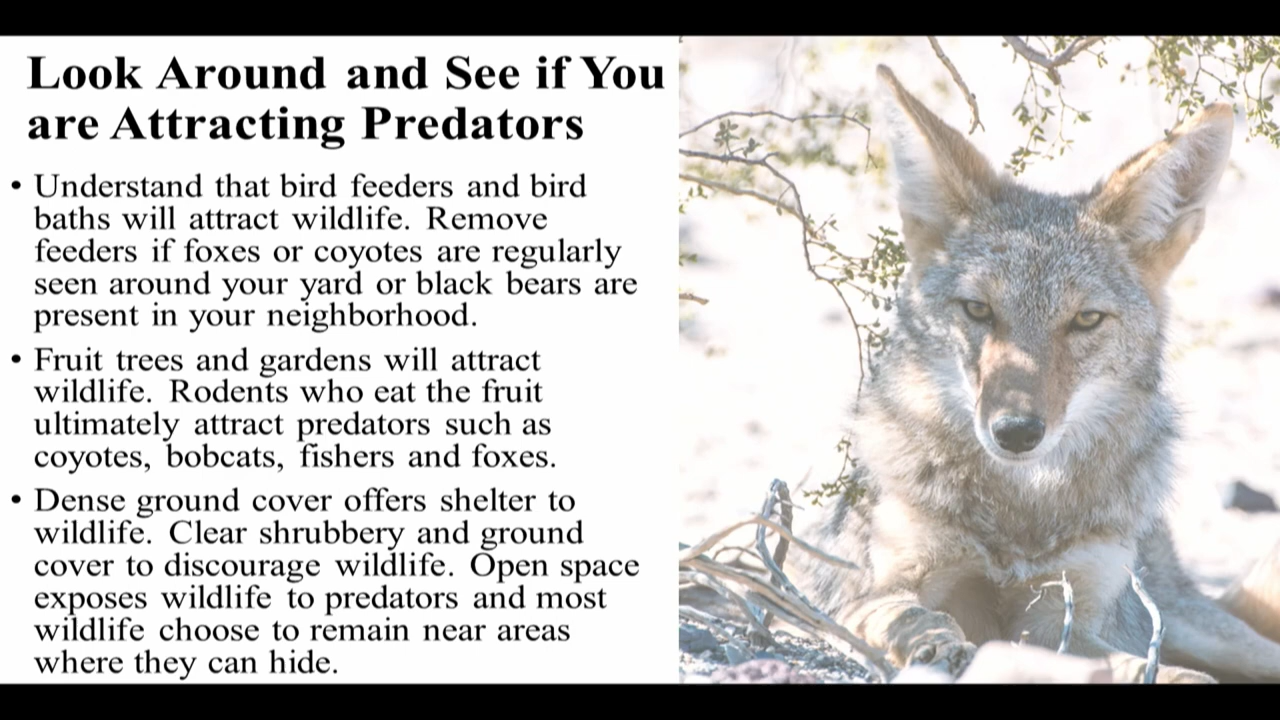 Look Around and See if You
are Attracting Predators
• Understand that bird feeders and bird
baths will attract wildlife. Remove
feeders if foxes or coyotes are regularly
seen around your yard or black bears are
present in your neighborhood.
• Fruit trees and gardens will attract
wildlife. Rodents who eat the fruit
ultimately attract predators such as
coyotes, bobcats, fishers and foxes.
• Dense ground cover offers shelter to
wildlife. Clear shrubbery and ground
cover to discourage wildlife. Open space
exposes wildlife to predators and most
wildlife choose to remain near areas
where they can hide.